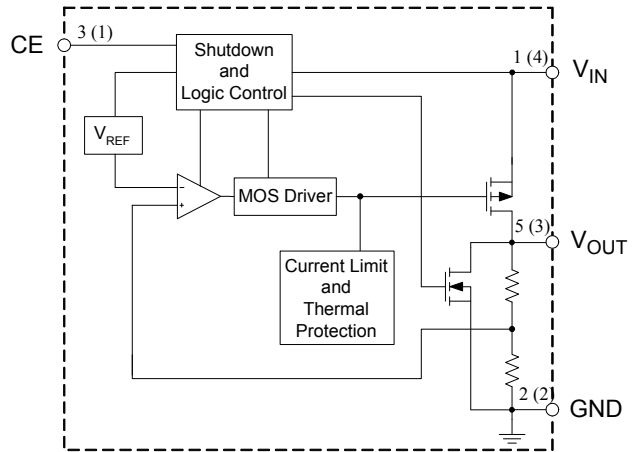 CE
3 (1)
Shutdown
and
Logic Control
1 (4)
VIN
VREF
−
+
MOS Driver
5 (3)
VOUT
Current Limit
and
Thermal
Protection
2 (2)
GND